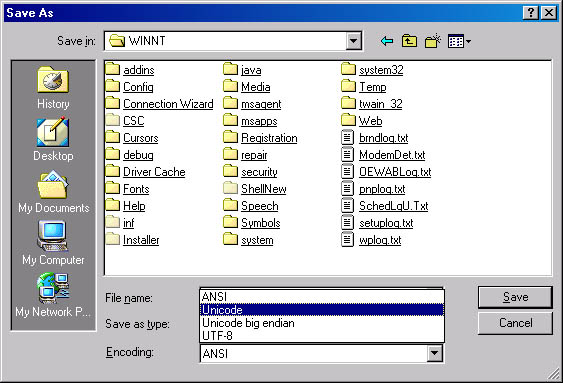 Save As
Save in: WINNT
History
Desktop
My Documents
My Computer
My Network P...
addins
Config
Connection Wizard
CSC
Cursors
debug
Driver Cache
Fonts
Help
inf
Installer
java
Media
msagent
msapps
Registration
repair
security
ShellNew
Speech
Symbols
system
system32
Temp
twain_32
Web
brndlog.txt
ModemDet.txt
OEWABLog.txt
pnplog.txt
SchedLgU.Txt
setuplog.txt
wplog.txt
File name:
Save as type:
Encoding: ANSI
ANSI
Unicode
Unicode big endian
UTF-8
Save
Cancel